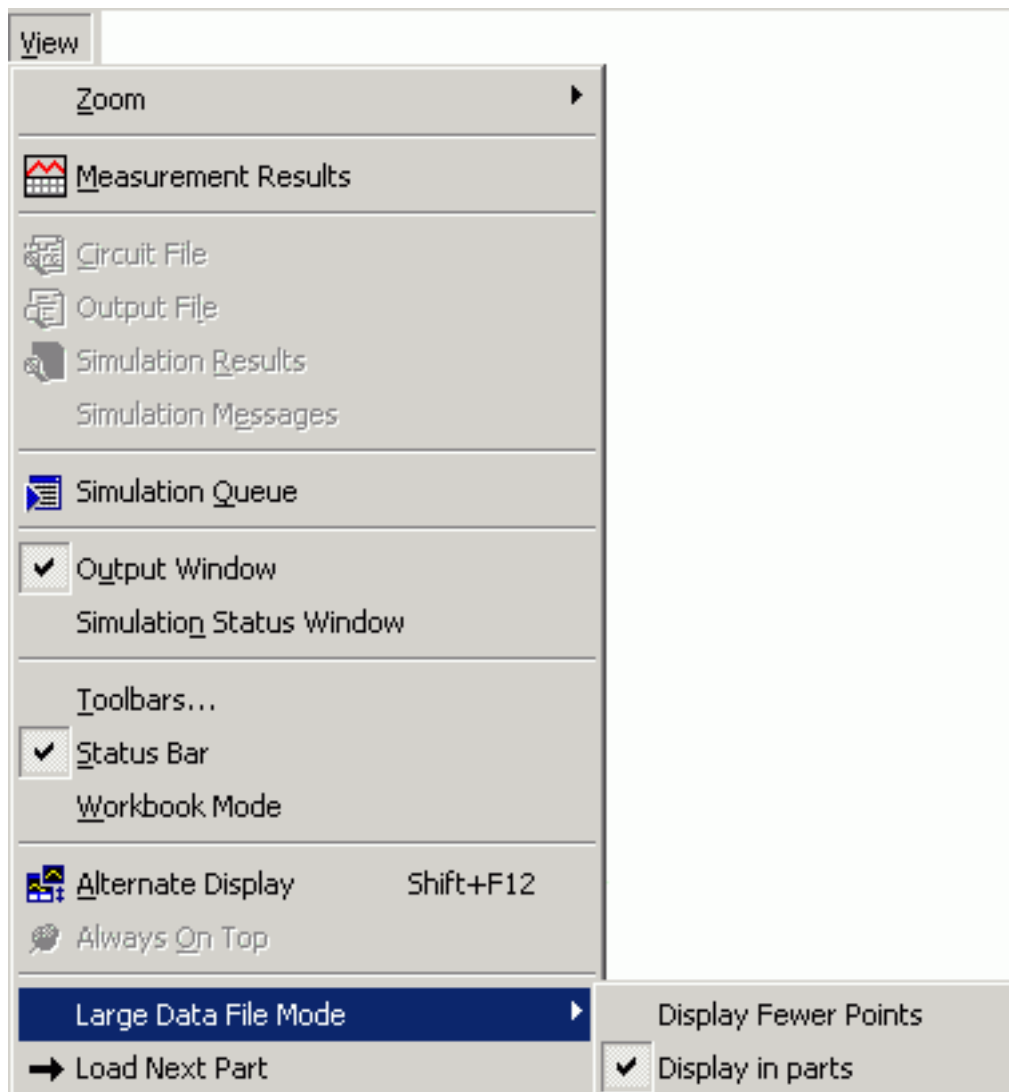 View
Zoom
Measurement Results
Circuit File
Output File
Simulation Results
Simulation Messages
Simulation Queue
Output Window
Simulation Status Window
Toolbars...
Status Bar
Workbook Mode
Alternate Display Shift+F12
Always On Top
Large Data File Mode
Display Fewer Points
Load Next Part
Display in parts